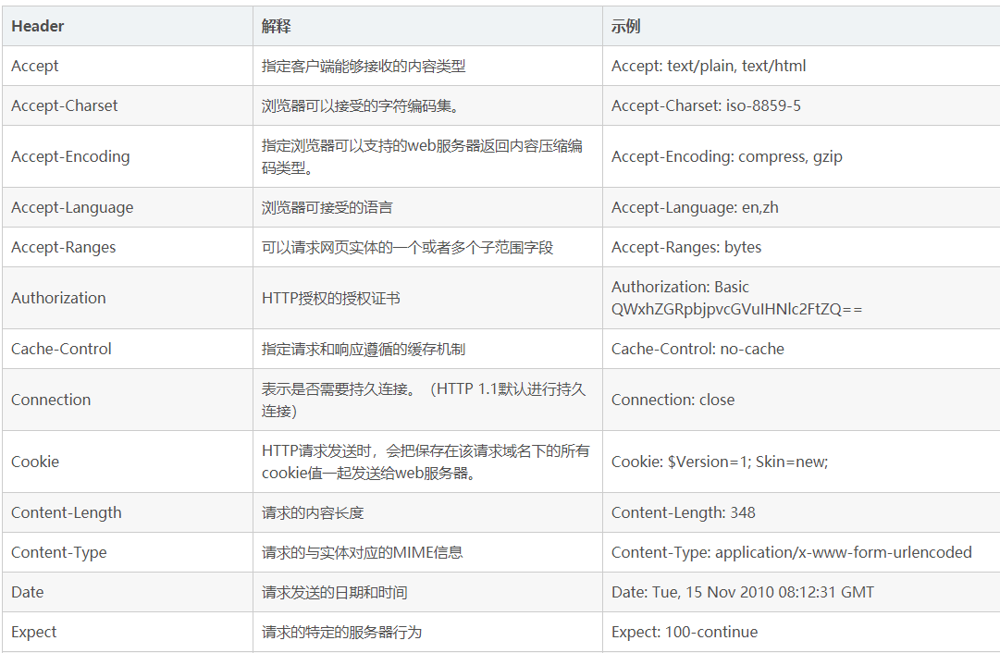 Header 解释 示例
Accept 指定客户端能够接收的内容类型 Accept: text/plain, text/html
Accept-Charset 浏览器可以接受的字符编码集。 Accept-Charset: iso-8859-5
Accept-Encoding 指定浏览器可以支持的web服务器返回内容压缩编
码类型。 Accept-Encoding: compress, gzip
Accept-Language 浏览器可接受的语言 Accept-Language: en,zh
Accept-Ranges 可以请求网页实体的一个或者多个子范围字段 Accept-Ranges: bytes
Authorization HTTP授权的授权证书 Authorization: Basic
QWxhZGRpbjpvcGVuIHNlc2FtZQ==
Cache-Control 指定请求和响应遵循的缓存机制 Cache-Control: no-cache
Connection 表示是否需要持久连接。（HTTP 1.1默认进行持久
连接） Connection: close
Cookie HTTP请求发送时，会把保存在该请求域名下的所有
cookie值一起发送给web服务器。 Cookie: $Version=1; Skin=new;
Content-Length 请求的内容长度 Content-Length: 348
Content-Type 请求的与实体对应的MIME信息 Content-Type: application/x-www-form-urlencoded
Date 请求发送的日期和时间 Date: Tue, 15 Nov 2010 08:12:31 GMT
Expect 请求的特定的服务器行为 Expect: 100-continue